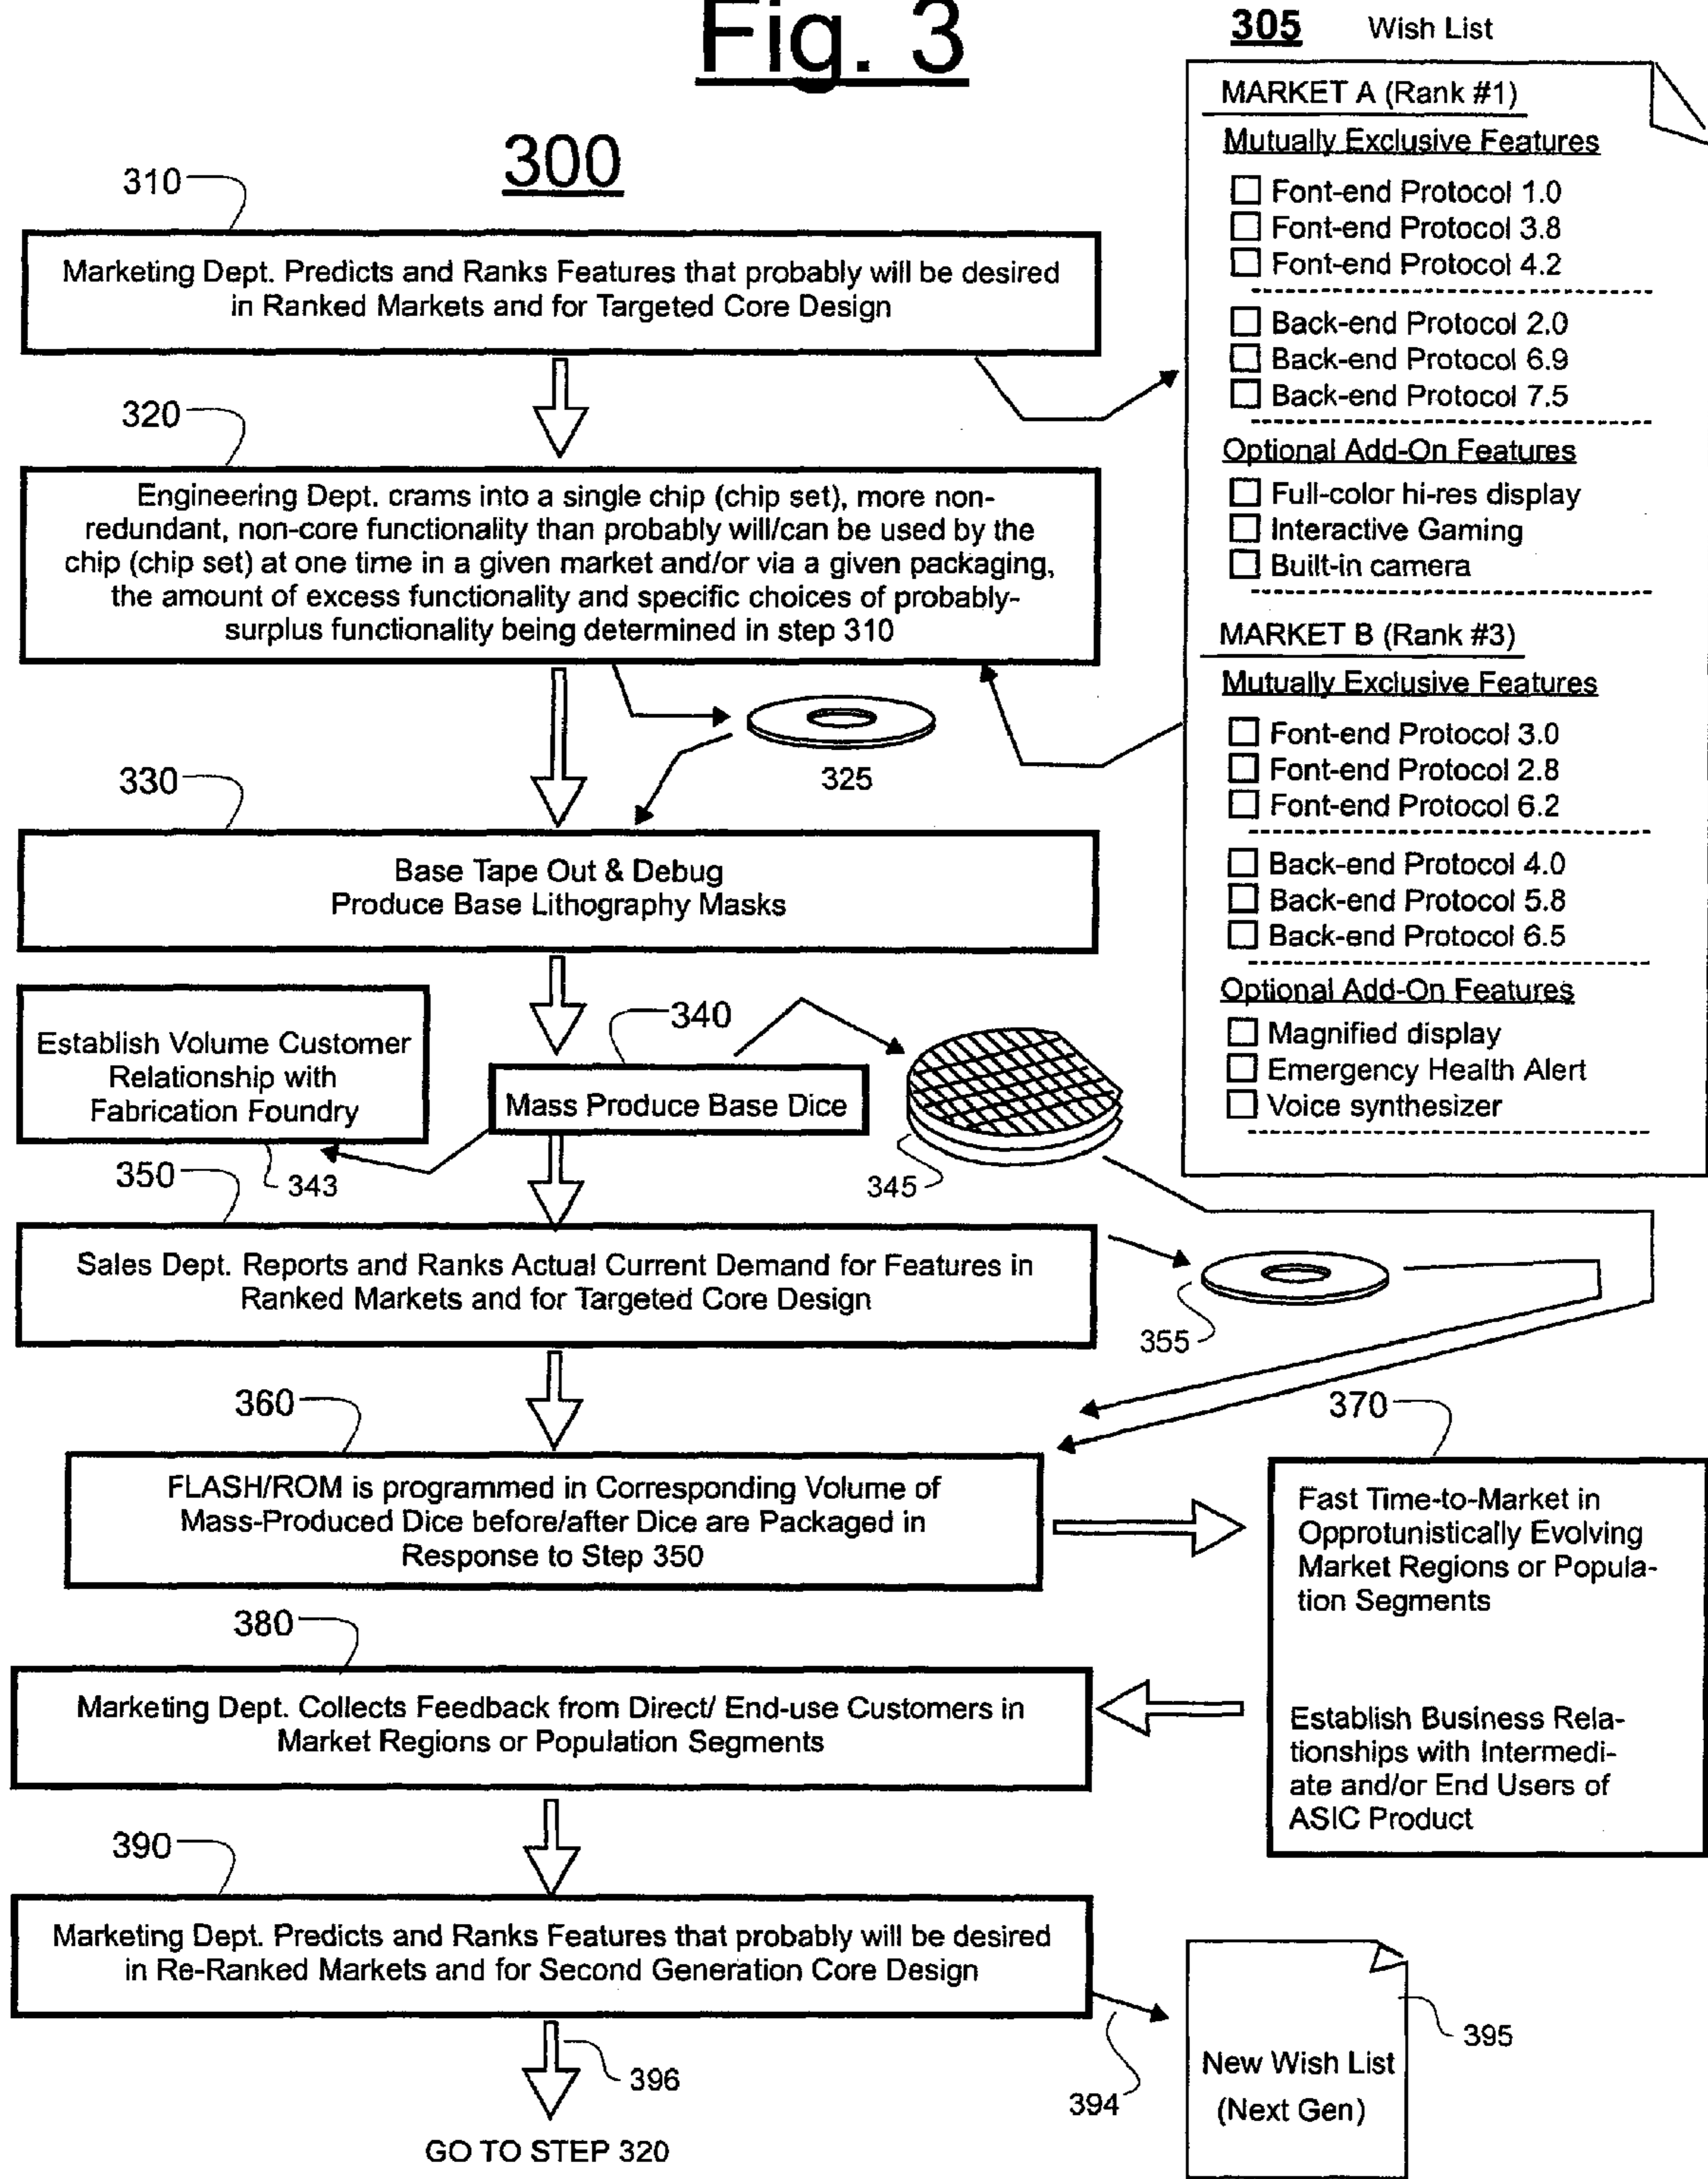 Fig. 3
300
310
Marketing Dept. Predicts and Ranks Features that probably will be desired
in Ranked Markets and for Targeted Core Design
320
Engineering Dept. crams into a single chip (chip set), more non-
redundant, non-core functionality than probably will/can be used by the
chip (chip set) at one time in a given market and/or via a given packaging,
the amount of excess functionality and specific choices of probably-
surplus functionality being determined in step 310
325
330
Base Tape Out & Debug
Produce Base Lithography Masks
Establish Volume Customer
Relationship with
Fabrication Foundry
343
340
Mass Produce Base Dice
345
350
Sales Dept. Reports and Ranks Actual Current Demand for Features in
Ranked Markets and for Targeted Core Design
355
360
FLASH/ROM is programmed in Corresponding Volume of
Mass-Produced Dice before/after Dice are Packaged in
Response to Step 350
370
Fast Time-to-Market in
Opprotunistically Evolving
Market Regions or Popula-
tion Segments
Establish Business Rela-
tionships with Intermedi-
ate and/or End Users of
ASIC Product
380
Marketing Dept. Collects Feedback from Direct/ End-use Customers in
Market Regions or Population Segments
390
Marketing Dept. Predicts and Ranks Features that probably will be desired
in Re-Ranked Markets and for Second Generation Core Design
396
GO TO STEP 320
394
395
New Wish List
(Next Gen)
305 Wish List
MARKET A (Rank #1)
Mutually Exclusive Features
Font-end Protocol 1.0
Font-end Protocol 3.8
Font-end Protocol 4.2
Back-end Protocol 2.0
Back-end Protocol 6.9
Back-end Protocol 7.5
Optional Add-On Features
Full-color hi-res display
Interactive Gaming
Built-in camera
MARKET B (Rank #3)
Mutually Exclusive Features
Font-end Protocol 3.0
Font-end Protocol 2.8
Font-end Protocol 6.2
Back-end Protocol 4.0
Back-end Protocol 5.8
Back-end Protocol 6.5
Optional Add-On Features
Magnified display
Emergency Health Alert
Voice synthesizer